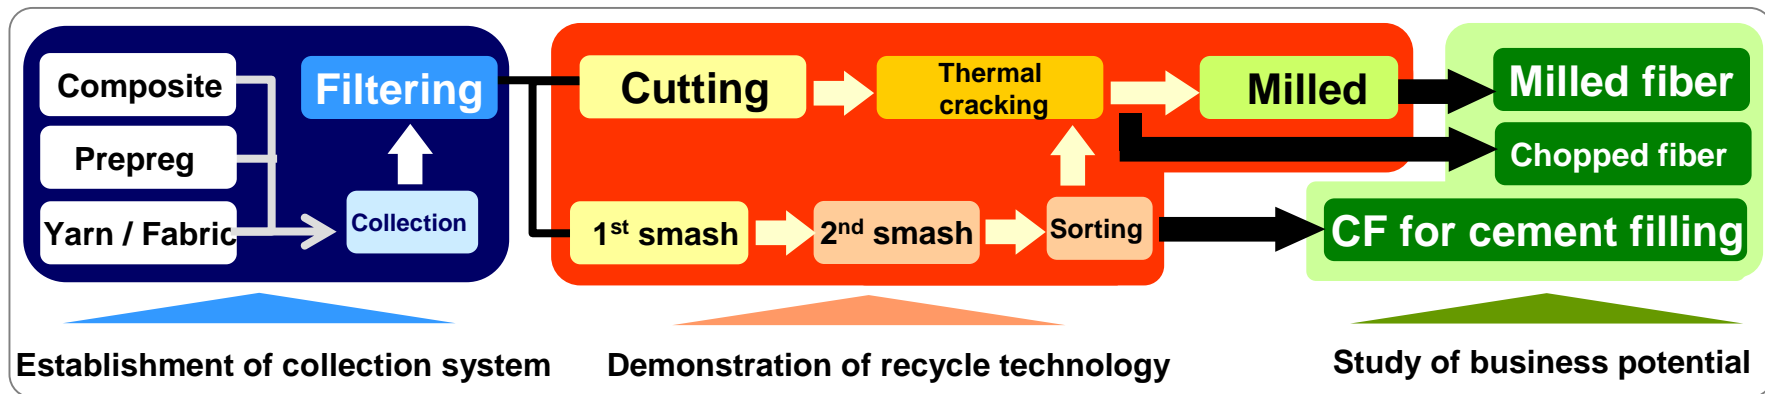 Composite
Prepreg
Yarn / Fabric
Filtering
Collection
Cutting
Thermal
cracking
Milled
1st smash
2nd smash
Sorting
Milled fiber
Chopped fiber
CF for cement filling
Establishment of collection system
Demonstration of recycle technology
Study of business potential